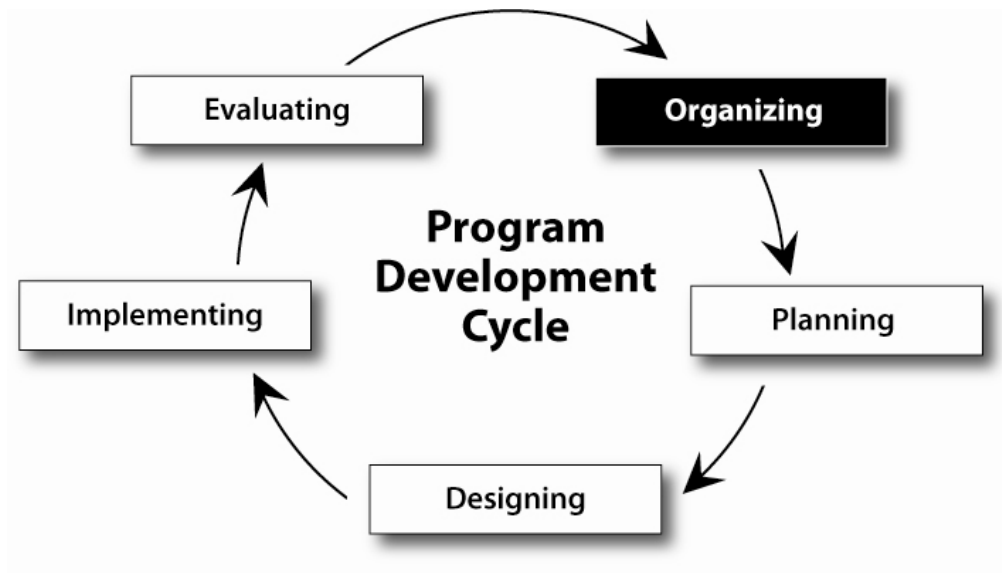 Evaluating
Organizing
Program
Development
Cycle
Implementing
Planning
Designing